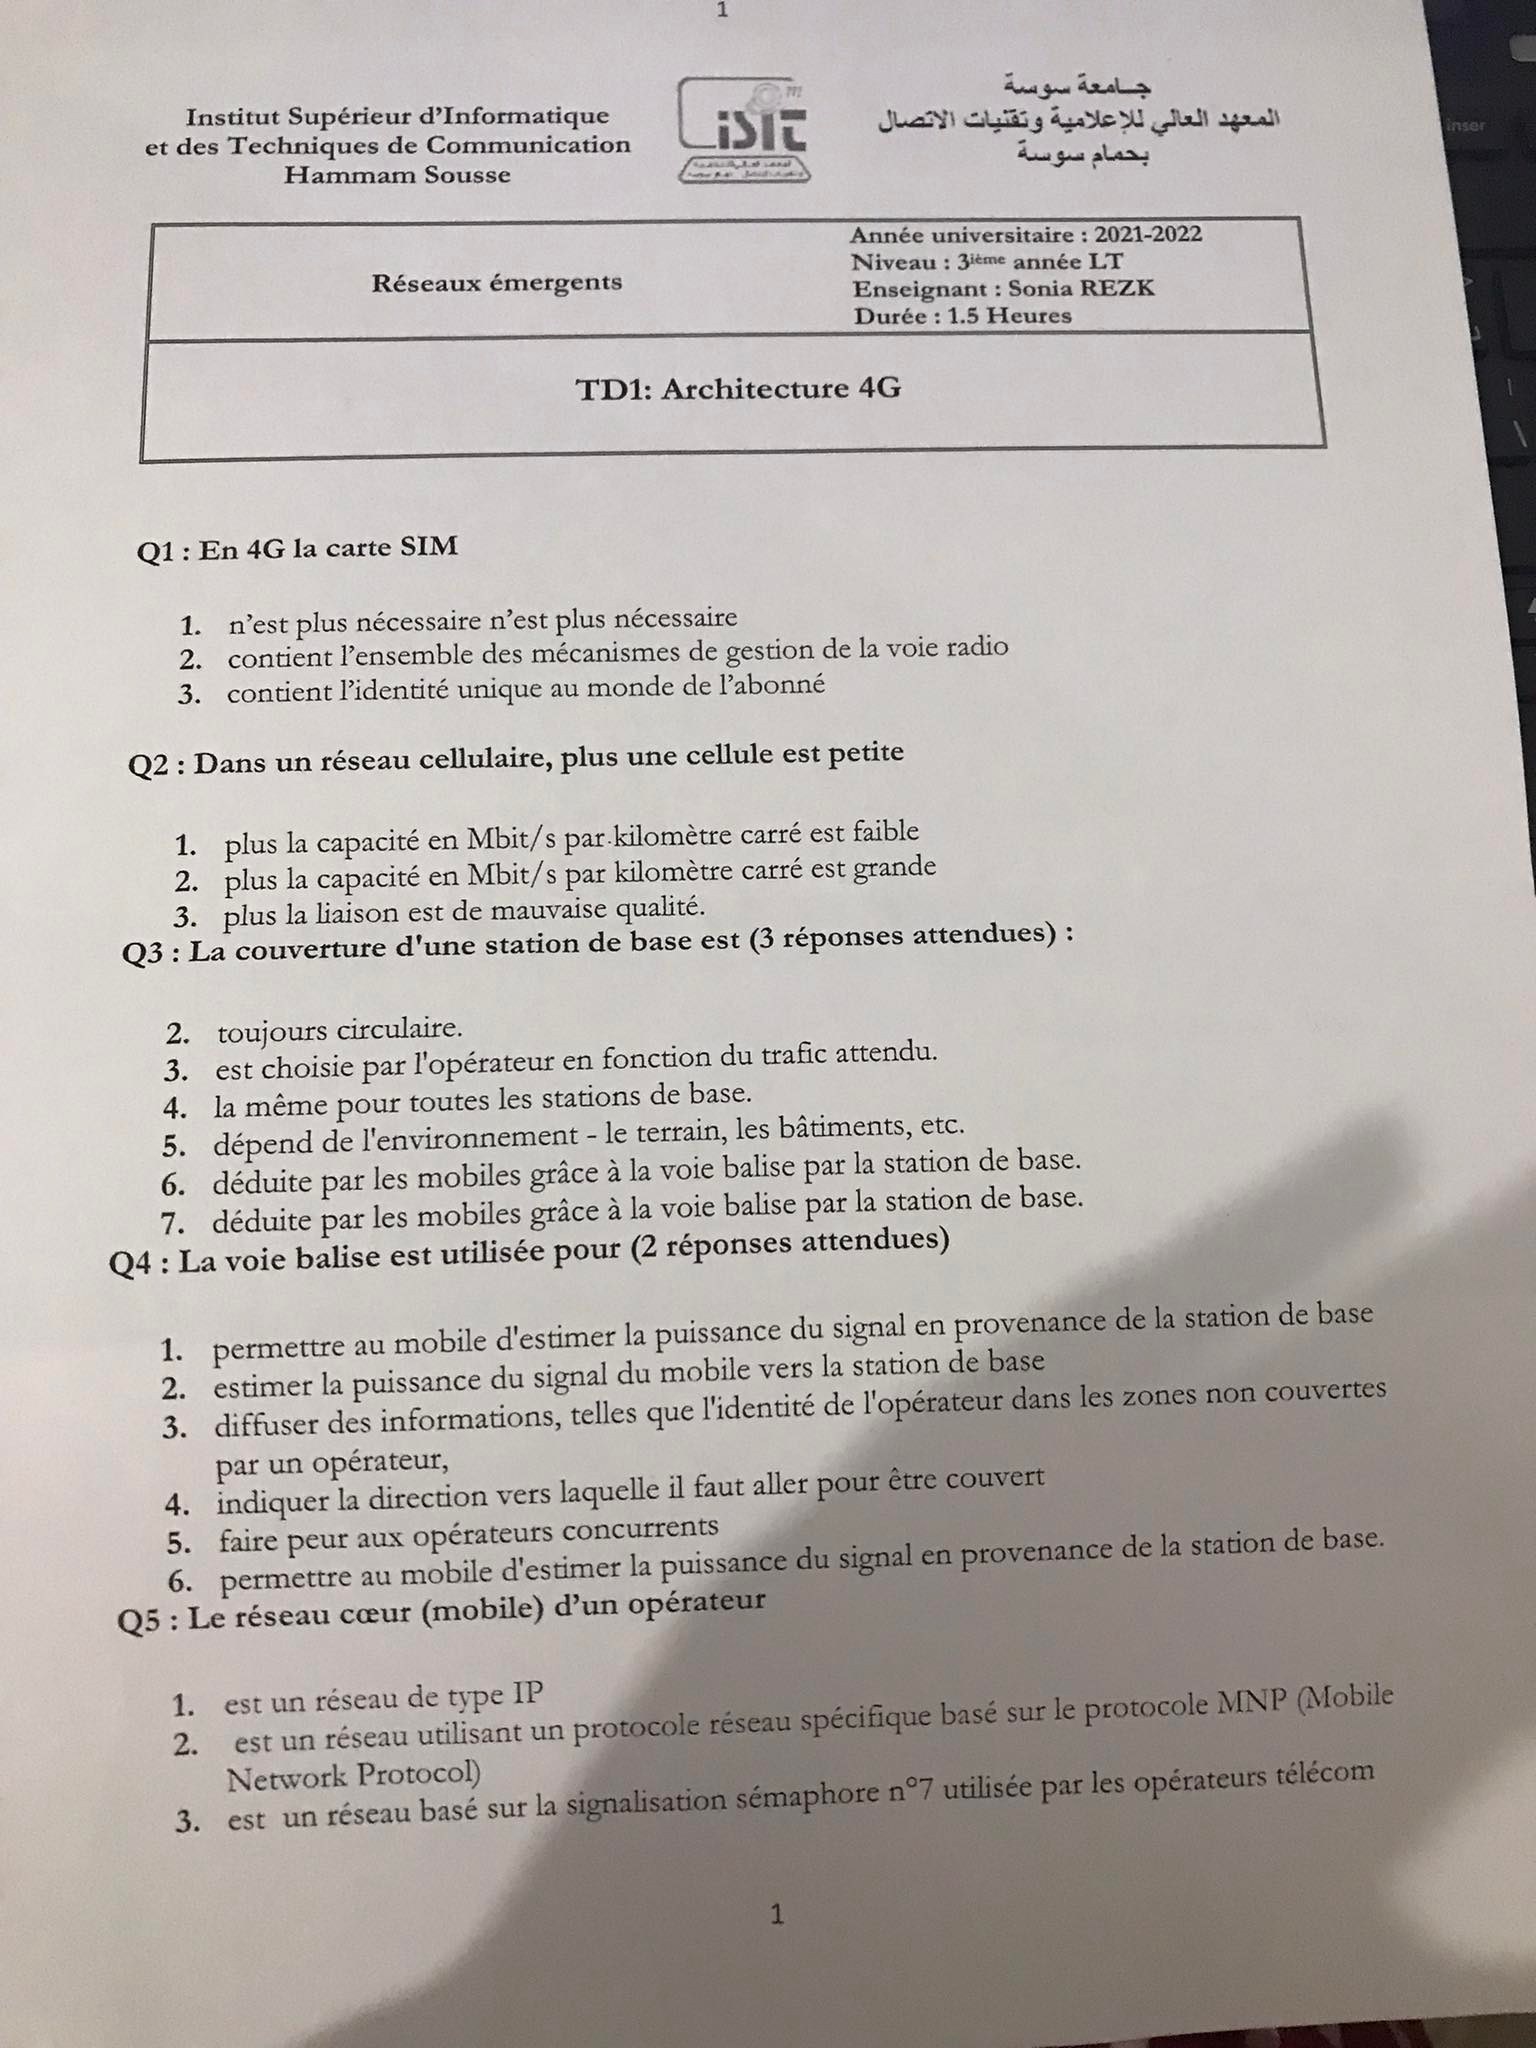 1
Institut Supérieur d'Informatique
et des Techniques de Communication
Hammam Sousse
isit
m
جامعة سوسة
المعهد العالي للإعلامية وتقنيات الاتصال
بحمام سوسة
inser
Réseaux émergents
Année universitaire : 2021-2022
Niveau : 3ième année LT
Enseignant : Sonia REZK
Durée : 1.5 Heures
TD1: Architecture 4G
Q1 : En 4G la carte SIM
1. n'est plus nécessaire n'est plus nécessaire
2. contient l'ensemble des mécanismes de gestion de la voie radio
3. contient l'identité unique au monde de l'abonné
Q2 : Dans un réseau cellulaire, plus une cellule est petite
1. plus la capacité en Mbit/s par kilomètre carré est faible
2. plus la capacité en Mbit/s par kilomètre carré est grande
3. plus la liaison est de mauvaise qualité.
Q3 : La couverture d'une station de base est (3 réponses attendues) :
2. toujours circulaire.
3. est choisie par l'opérateur en fonction du trafic attendu.
4. la même pour toutes les stations de base.
5. dépend de l'environnement - le terrain, les bâtiments, etc.
6. déduite par les mobiles grâce à la voie balise par la station de base.
7. déduite par les mobiles grâce à la voie balise par la station de base.
Q4 : La voie balise est utilisée pour (2 réponses attendues)
1. permettre au mobile d'estimer la puissance du signal en provenance de la station de base
2. estimer la puissance du signal du mobile vers la station de base
3. diffuser des informations, telles que l'identité de l'opérateur dans les zones non couvertes
par un opérateur,
4. indiquer la direction vers laquelle il faut aller pour être couvert
5. faire peur aux opérateurs concurrents
6. permettre au mobile d'estimer la puissance du signal en provenance de la station de base.
Q5 : Le réseau cœur (mobile) d'un opérateur
1. est un réseau de type IP
2. est un réseau utilisant un protocole réseau spécifique basé sur le protocole MNP (Mobile
Network Protocol)
3. est un réseau basé sur la signalisation sémaphore n°7 utilisée par les opérateurs télécom
1